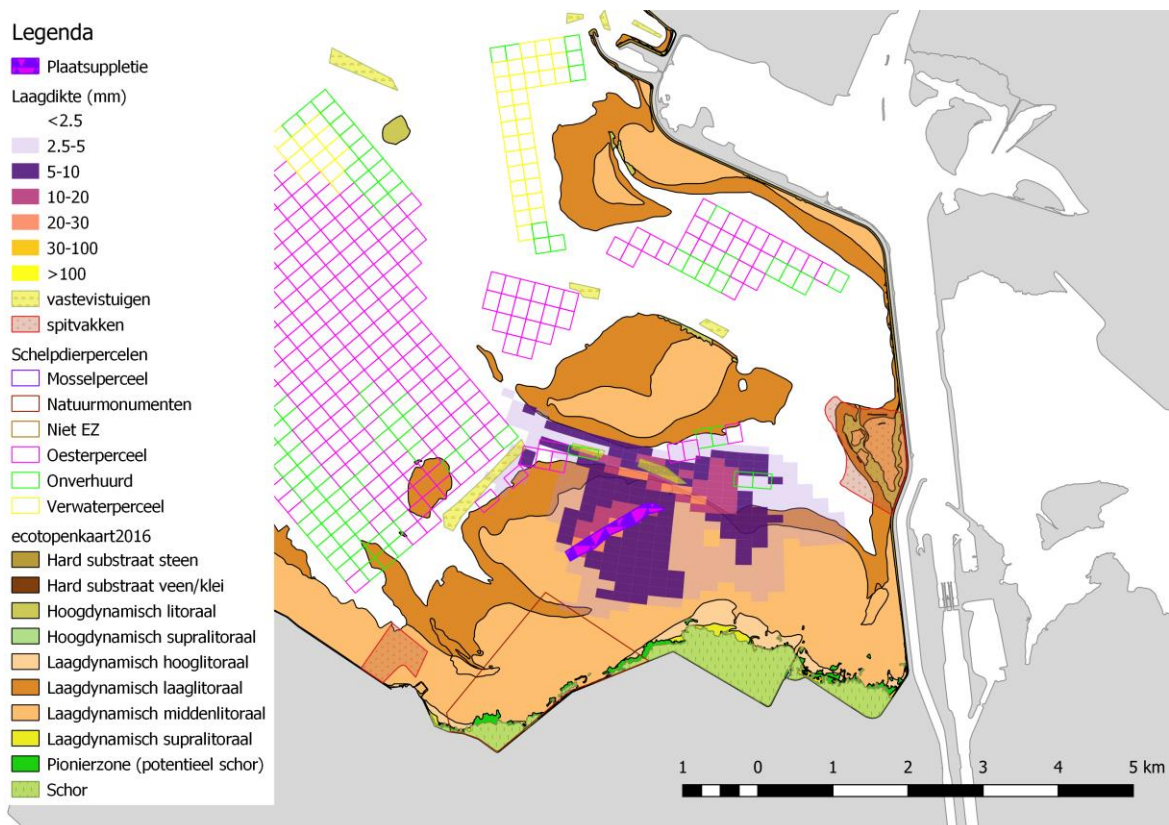 Legenda
Plaatsuppletie
Laagdikte (mm)
<2.5
2.5-5
5-10
10-20
20-30
30-100
>100
vastevistuigen
spitvakken
Schelpdierpercelen
Mosselperceel
Natuurmonumenten
Niet EZ
Oesterperceel
Onverhuurd
Verwaterperceel
ecotopenkaart2016
Hard substraat steen
Hard substraat veen/klei
Hoogdynamisch litoraal
Hoogdynamisch supralitoraal
Laagdynamisch hooglitoraal
Laagdynamisch laaglitoraal
Laagdynamisch middenlitoraal
Laagdynamisch supralitoraal
Pionierzone (potentieel schor)
Schor
1 0 1 2 3 4 5 km